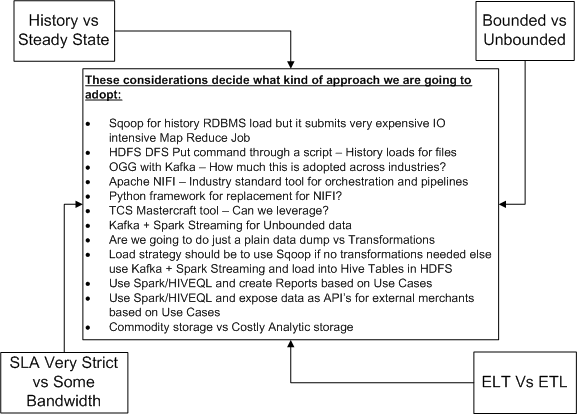 History vs
Steady State
Bounded vs
Unbounded
These considerations decide what kind of approach we are going to
adopt:
• Sqoop for history RDBMS load but it submits very expensive IO
intensive Map Reduce Job
• HDFS DFS Put command through a script – History loads for files
• OGG with Kafka – How much this is adopted across industries?
• Apache NIFI – Industry standard tool for orchestration and pipelines
• Python framework for replacement for NIFI?
• TCS Mastercraft tool – Can we leverage?
• Kafka + Spark Streaming for Unbounded data
• Are we going to do just a plain data dump vs Transformations
• Load strategy should be to use Sqoop if no transformations needed else
use Kafka + Spark Streaming and load into Hive Tables in HDFS
• Use Spark/HIVEQL and create Reports based on Use Cases
• Use Spark/HIVEQL and expose data as API's for external merchants
based on Use Cases
• Commodity storage vs Costly Analytic storage
SLA Very Strict
vs Some
Bandwidth
ELT Vs ETL